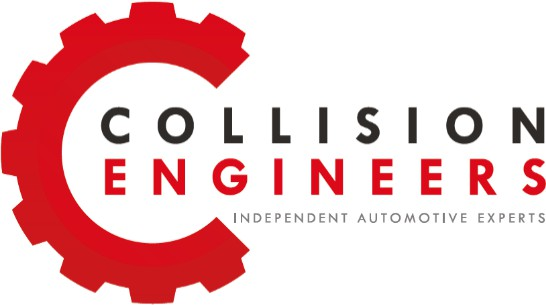 COLLISION
ENGINEERS
INDEPENDENT AUTOMOTIVE EXPERTS